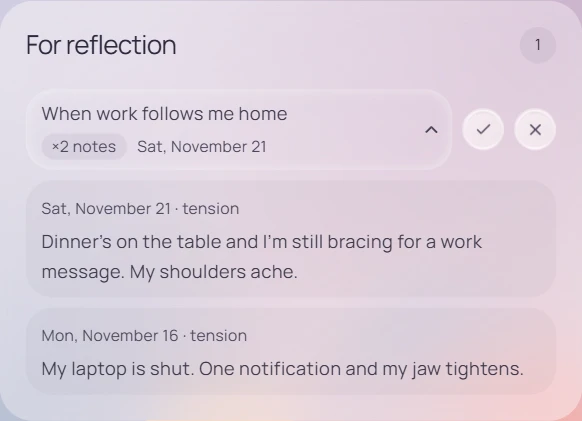 For reflection
1
When work follows me home
×2 notes Sat, November 21
Sat, November 21 · tension
Dinner's on the table and I'm still bracing for a work
message. My shoulders ache.
Mon, November 16 · tension
My laptop is shut. One notification and my jaw tightens.